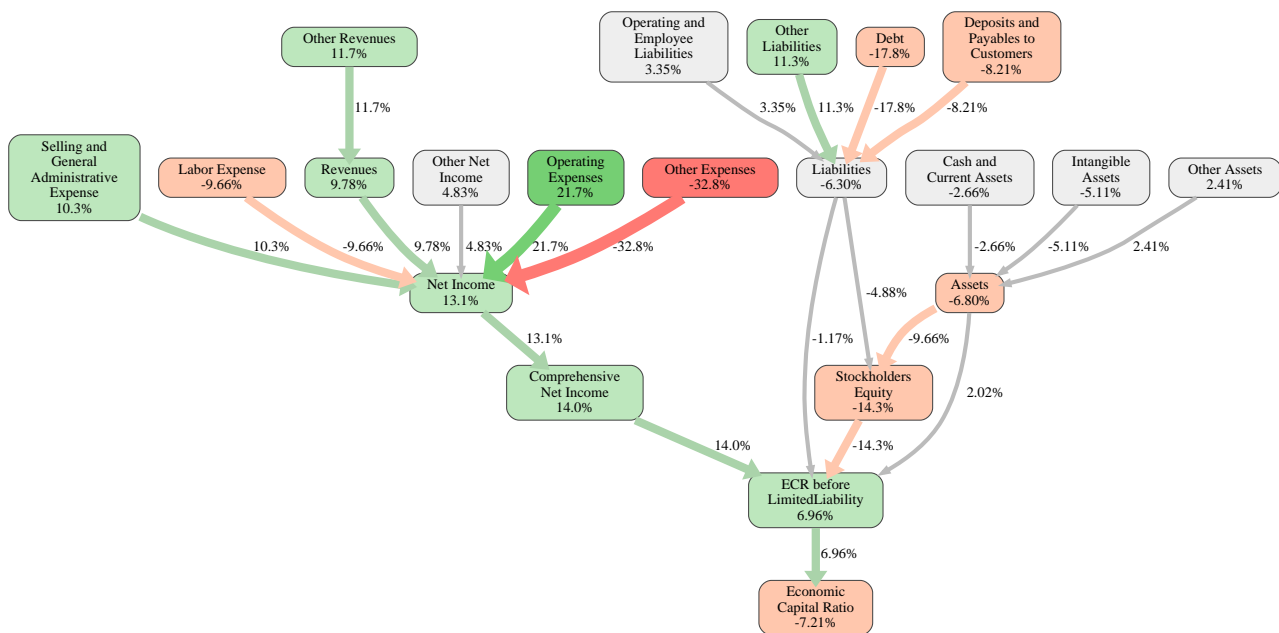 Other Revenues
11.7%
Operating and
Employee
Liabilities
3.35%
Other
Liabilities
11.3%
Debt
-17.8%
Deposits and
Payables to
Customers
-8.21%
11.7%
3.35%
11.3%
-17.8%
-8.21%
Selling and
General
Administrative
Expense
10.3%
Labor Expense
-9.66%
Revenues
9.78%
Other Net
Income
4.83%
Operating
Expenses
21.7%
Other Expenses
-32.8%
Liabilities
-6.30%
Cash and
Current Assets
-2.66%
Intangible
Assets
-5.11%
Other Assets
2.41%
10.3%
-9.66%
9.78%
4.83%
21.7%
-32.8%
-2.66%
-5.11%
2.41%
Net Income
13.1%
-4.88%
Assets
-6.80%
13.1%
-1.17%
-9.66%
Comprehensive
Net Income
14.0%
Stockholders
Equity
-14.3%
2.02%
14.0%
-14.3%
ECR before
LimitedLiability
6.96%
6.96%
Economic
Capital Ratio
-7.21%